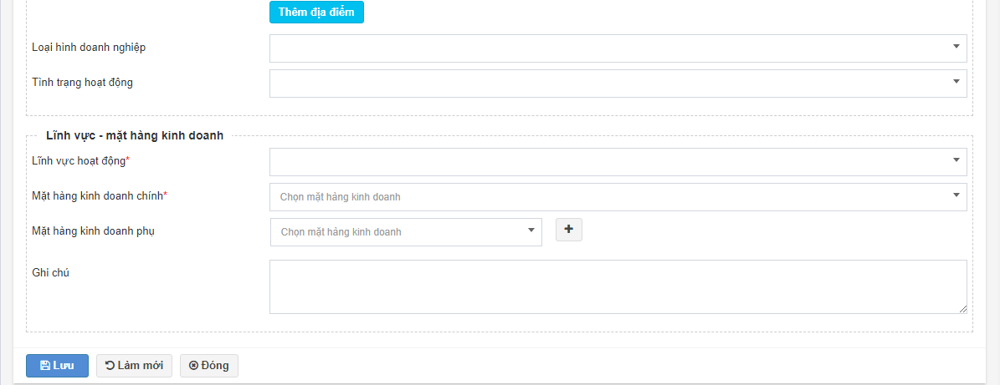 Thêm địa điểm
Loại hình doanh nghiệp
Tình trạng hoạt động
Lĩnh vực - mặt hàng kinh doanh
Lĩnh vực hoạt động*
Mặt hàng kinh doanh chính*
Chọn mặt hàng kinh doanh
Mặt hàng kinh doanh phụ
Chọn mặt hàng kinh doanh
Ghi chú
Lưu Làm mới Đóng